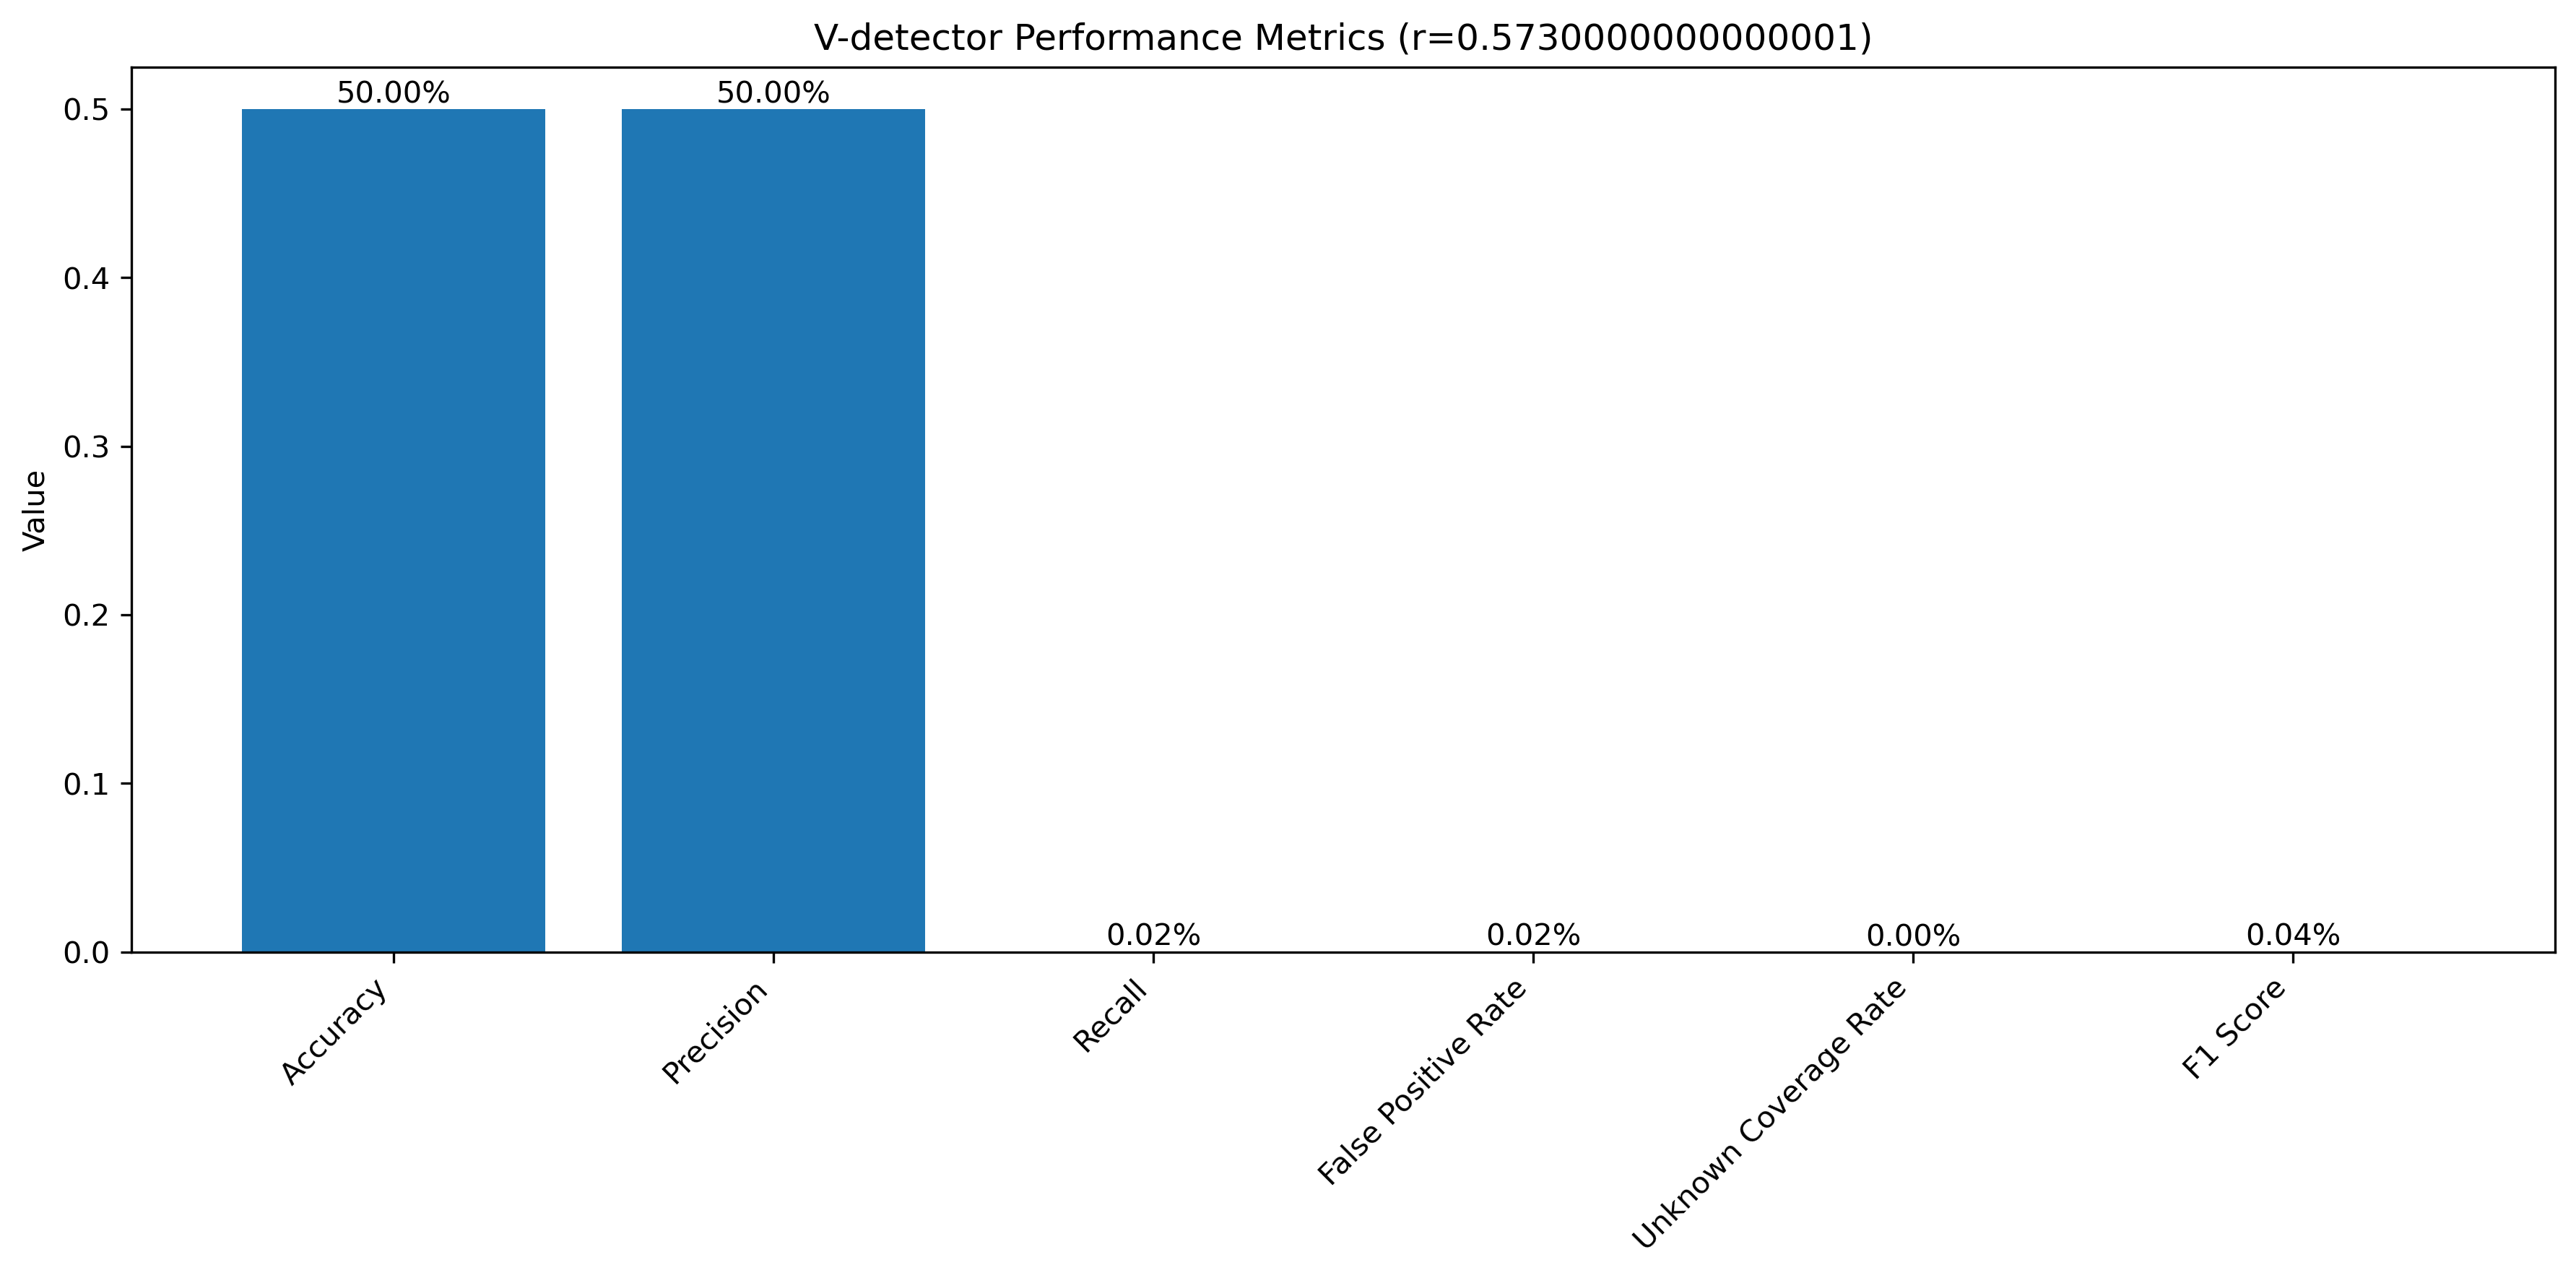 V-detector Performance Metrics (r=0.5730000000000001)
50.00%
50.00%
0.5
0.4
0.3
0.2
0.1
0.0
Value
0.02%
0.02%
0.00%
0.04%
Accuracy
Precision
Recall
False Positive Rate
Unknown Coverage Rate
F1 Score